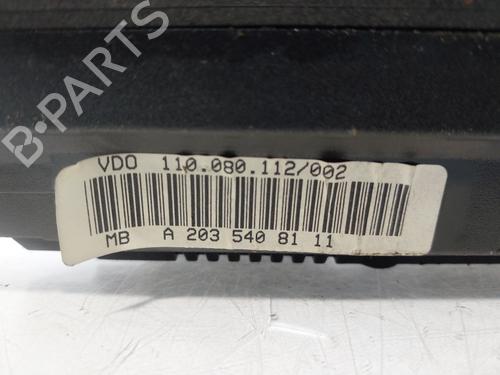 VDO 110.080.112/002
MB A 203 540 81 11
B-PARTS